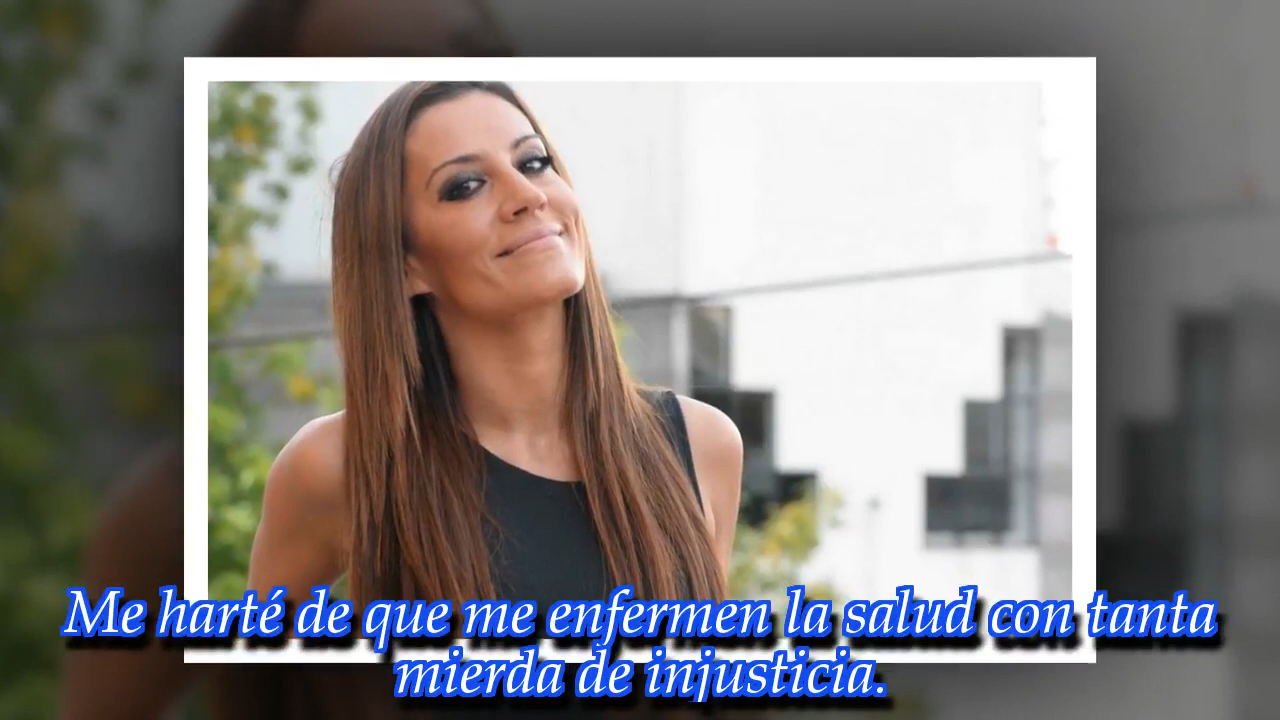 Me harté de que me enfermen la salud con tanta
mierda de injusticia.